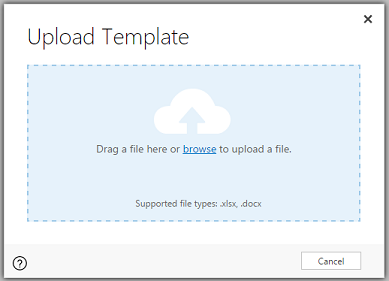 Upload Template
Drag a file here or browse to upload a file.
Supported file types: .xlsx, .docx
Cancel